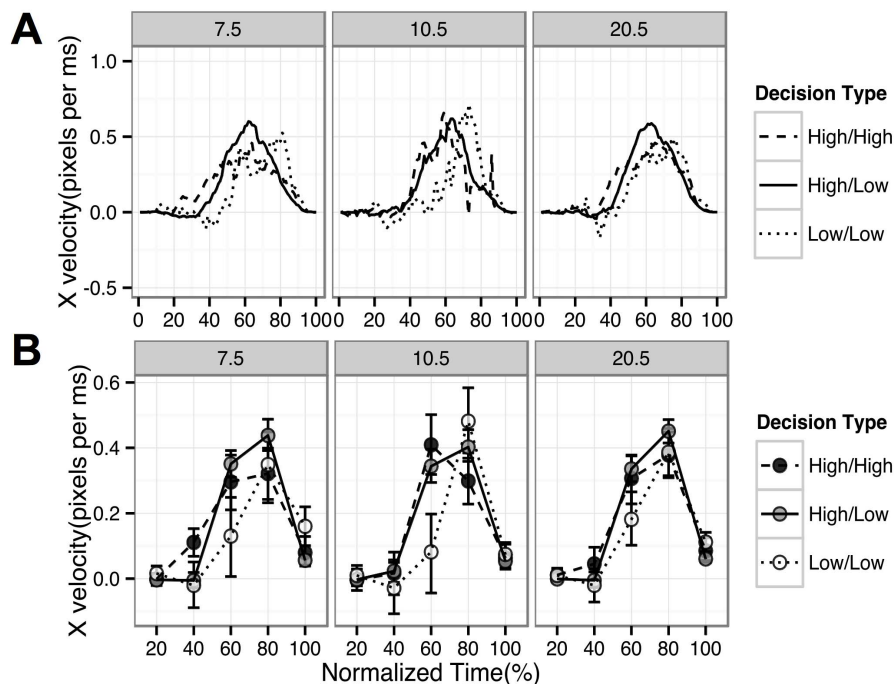 A
7.5 10.5 20.5
X velocity(pixels per ms)
1.0
0.5
0.0
-0.5
0 20 40 60 80 100 0 20 40 60 80 100 0 20 40 60 80 100
Decision Type
High/High
High/Low
Low/Low
B
7.5 10.5 20.5
X velocity(pixels per ms)
0.6
0.4
0.2
0.0
20 40 60 80 100 20 40 60 80 100 20 40 60 80 100
Normalized Time(%)
Decision Type
High/High
High/Low
Low/Low